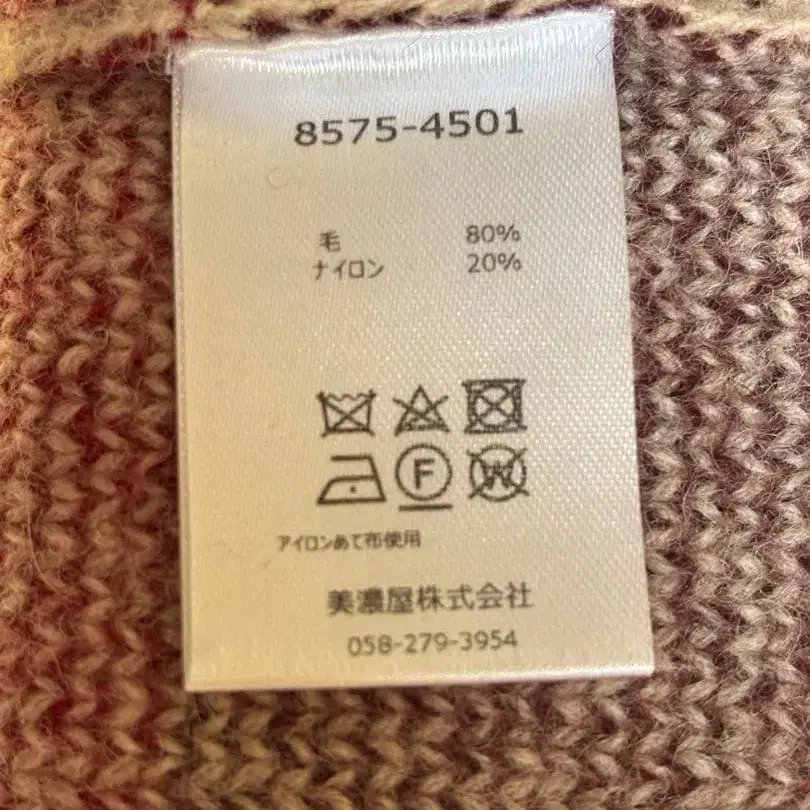 8575-4501
毛 80%
ナイロン 20%
F W
アイロンあて布使用
美濃屋株式会社
058-279-3954